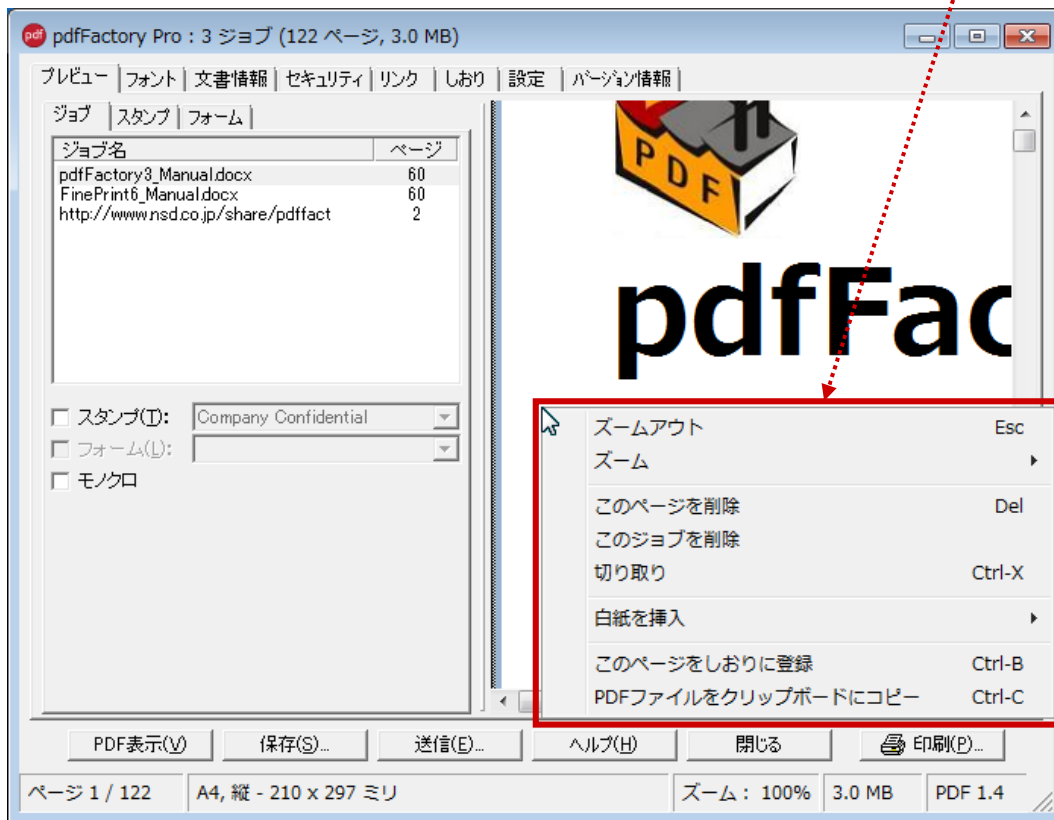 pdf pdfFactory Pro : 3 ジョブ (122 ページ, 3.0 MB)
プレビュー フォント 文書情報 セキュリティ リンク しおり 設定 バージョン情報
ジョブ スタンプ フォーム
ジョブ名 ページ
pdfFactory3_Manual.docx 60
FinePrint6_Manual.docx 60
http://www.nsd.co.jp/share/pdffact 2
PDF
pdfFac
スタンプ(T): Company Confidential
フォーム(L):
モノクロ
ズームアウト Esc
ズーム
このページを削除 Del
このジョブを削除
切り取り Ctrl-X
白紙を挿入
このページをしおりに登録 Ctrl-B
PDFファイルをクリップボードにコピー Ctrl-C
PDF表示(V) 保存(S)... 送信(E)... ヘルプ(H) 閉じる 印刷(P)...
ページ 1 / 122 A4, 縦 - 210 x 297 ミリ ズーム : 100% 3.0 MB PDF 1.4